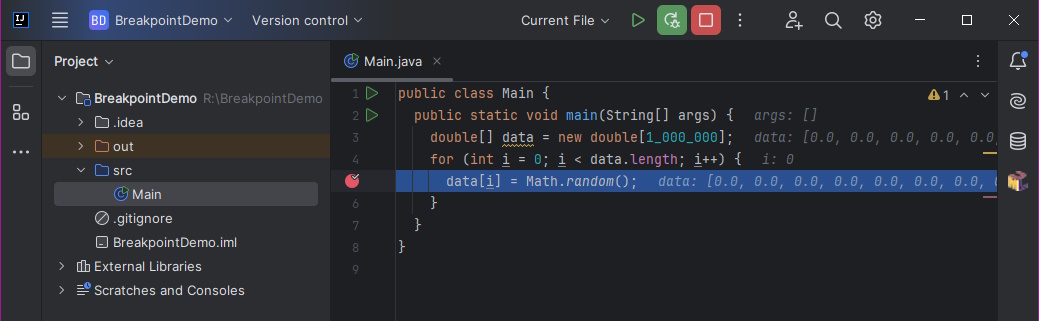 IJ BD BreakpointDemo Version control Current File
Project
Main.java
BreakpointDemo R:\BreakpointDemo
.idea
out
src
Main
.gitignore
BreakpointDemo.iml
External Libraries
Scratches and Consoles
1 public class Main { 1
2 public static void main(String[] args) { args: []
3 double[] data = new double[1_000_000]; data: [0.0, 0.0, 0.0, 0.0, 0.0,
4 for (int i = 0; i < data.length; i++) { i: 0
data[i] = Math.random(); data: [0.0, 0.0, 0.0, 0.0, 0.0, 0.0, 0.0,
6 }
7 }
8 }
9